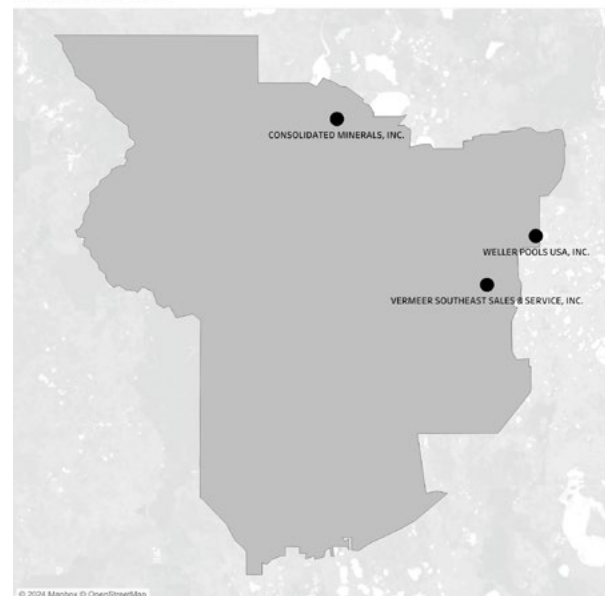 CONSOLIDATED MINERALS, INC.
WELLER POOLS USA, INC.
VERMEER SOUTHEAST SALES & SERVICE, INC.
© 2024 Mapbox © OpenStreetMap